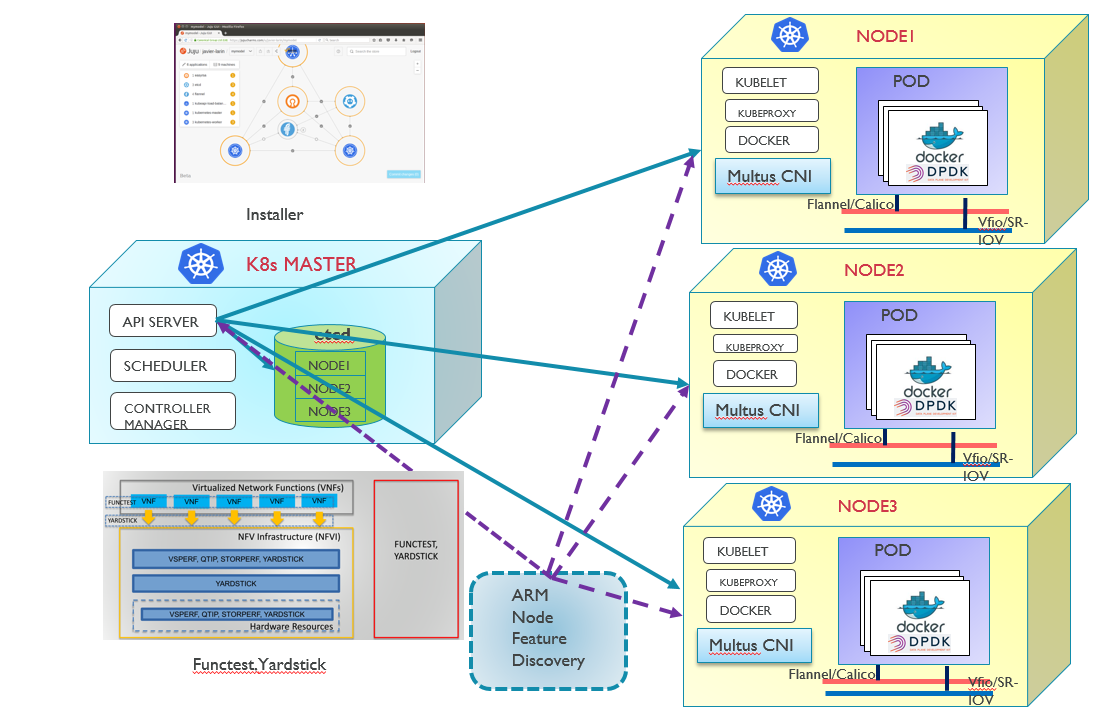 Juju
javier-larin
Logout
Installer
K8s MASTER
API SERVER
SCHEDULER
CONTROLLER
MANAGER
etcd
NODE1
NODE2
NODE3
NODE1
KUBELET
KUBEPROXY
DOCKER
Multus CNI
POD
docker
DPDK
Flannel/Calico
Vfio/SR-
IOV
NODE2
KUBELET
KUBEPROXY
DOCKER
Multus CNI
POD
docker
DPDK
Flannel/Calico
Vfio/SR-
IOV
NODE3
KUBELET
KUBEPROXY
DOCKER
Multus CNI
POD
docker
DPDK
Flannel/Calico
Vfio/SR-
IOV
ARM
Node
Feature
Discovery
Virtualized Network Functions (VNFs)
FUNCTEST
VNF VNF VNF VNF VNF
YARDSTICK
NFV Infrastructure (NFVI)
VSPERF, QTIP, STORPERF, YARDSTICK
YARDSTICK
VSPERF, QTIP, STORPERF, YARDSTICK
Hardware Resources
FUNCTEST,
YARDSTICK
Functest,Yardstick